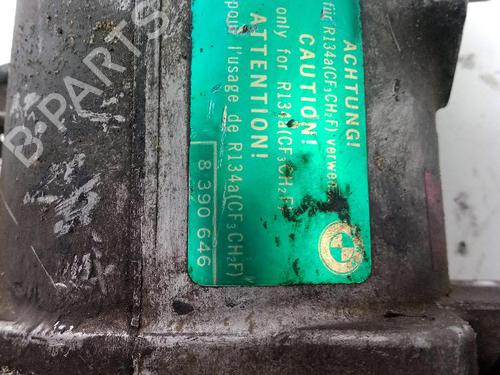 ACHTUNG!
für R134a(CF₃CH₂F)
CAUTION!
only for R134a(CF₃CH₂F)
ATTENTION!
pour l'usage de R134a(CF₃CH₂F)
8 390 646
B-PARTS